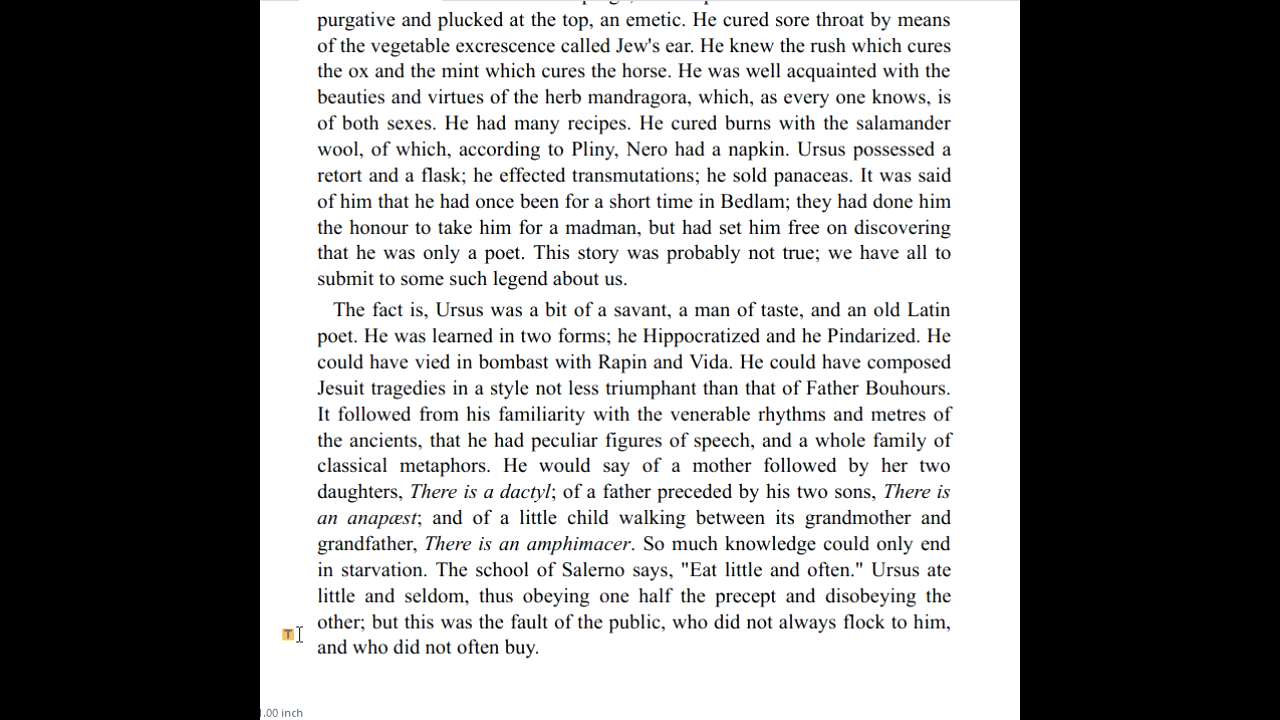 purgative and plucked at the top, an emetic. He cured sore throat by means
of the vegetable excrescence called Jew's ear. He knew the rush which cures
the ox and the mint which cures the horse. He was well acquainted with the
beauties and virtues of the herb mandragora, which, as every one knows, is
of both sexes. He had many recipes. He cured burns with the salamander
wool, of which, according to Pliny, Nero had a napkin. Ursus possessed a
retort and a flask; he effected transmutations; he sold panaceas. It was said
of him that he had once been for a short time in Bedlam; they had done him
the honour to take him for a madman, but had set him free on discovering
that he was only a poet. This story was probably not true; we have all to
submit to some such legend about us.
The fact is, Ursus was a bit of a savant, a man of taste, and an old Latin
poet. He was learned in two forms; he Hippocratized and he Pindarized. He
could have vied in bombast with Rapin and Vida. He could have composed
Jesuit tragedies in a style not less triumphant than that of Father Bouhours.
It followed from his familiarity with the venerable rhythms and metres of
the ancients, that he had peculiar figures of speech, and a whole family of
classical metaphors. He would say of a mother followed by her two
daughters, There is a dactyl; of a father preceded by his two sons, There is
an anapæst; and of a little child walking between its grandmother and
grandfather, There is an amphimacer. So much knowledge could only end
in starvation. The school of Salerno says, "Eat little and often." Ursus ate
little and seldom, thus obeying one half the precept and disobeying the
other; but this was the fault of the public, who did not always flock to him,
T
and who did not often buy.
.00 inch